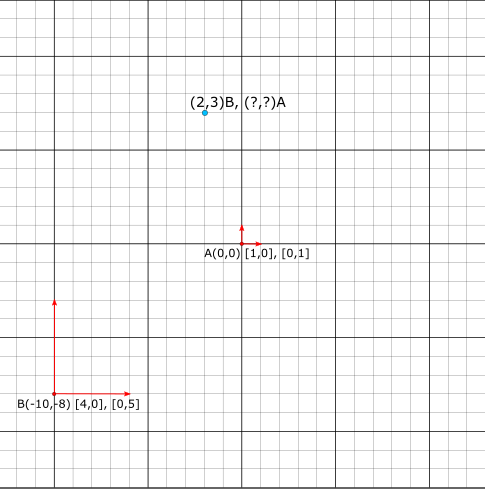 (2,3)B, (?,?)A
A(0,0) [1,0], [0,1]
B(-10,-8) [4,0], [0,5]